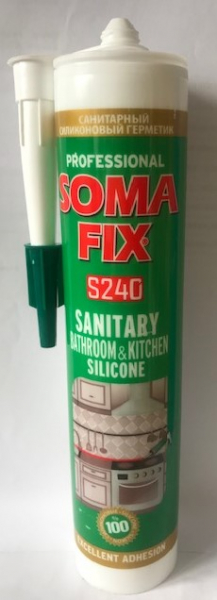 САНИТАРНЫЙ
СИЛИКОНОВЫЙ ГЕРМЕТИК
PROFESSIONAL
SOMA
FIX
S240
SANITARY
BATHROOM & KITCHEN
SILICONE
100
EXCELLENT ADHESION